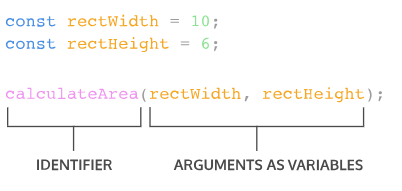 const rectWidth = 10;
const rectHeight = 6;
calculateArea(rectWidth, rectHeight);
IDENTIFIER ARGUMENTS AS VARIABLES